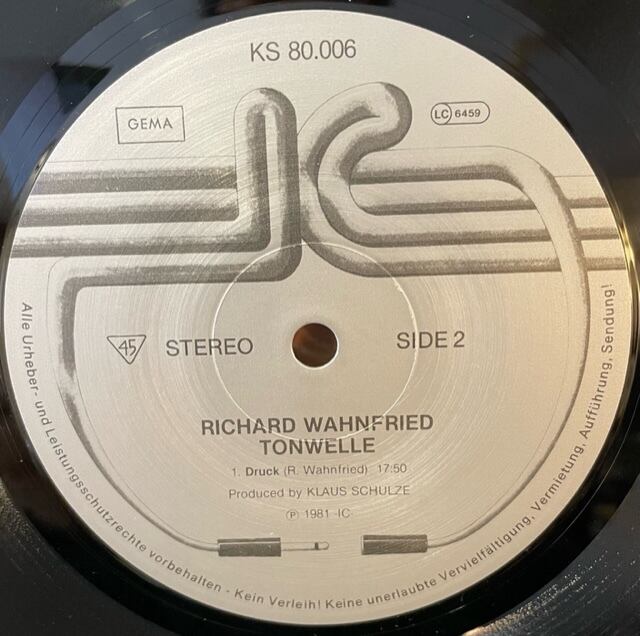 KS 80.006
GEMA
LC 6459
45 STEREO
SIDE 2
RICHARD WAHNFRIED
TONWELLE
1. Druck (R. Wahnfried) 17:50
Produced by KLAUS SCHULZE
Ⓟ 1981 -IC-
Alle Urheber- und Leistungsschutzrechte vorbehalten - Kein Verleih! Keine unerlaubte Vervielfältigung, Vermietung, Aufführung, Sendung!